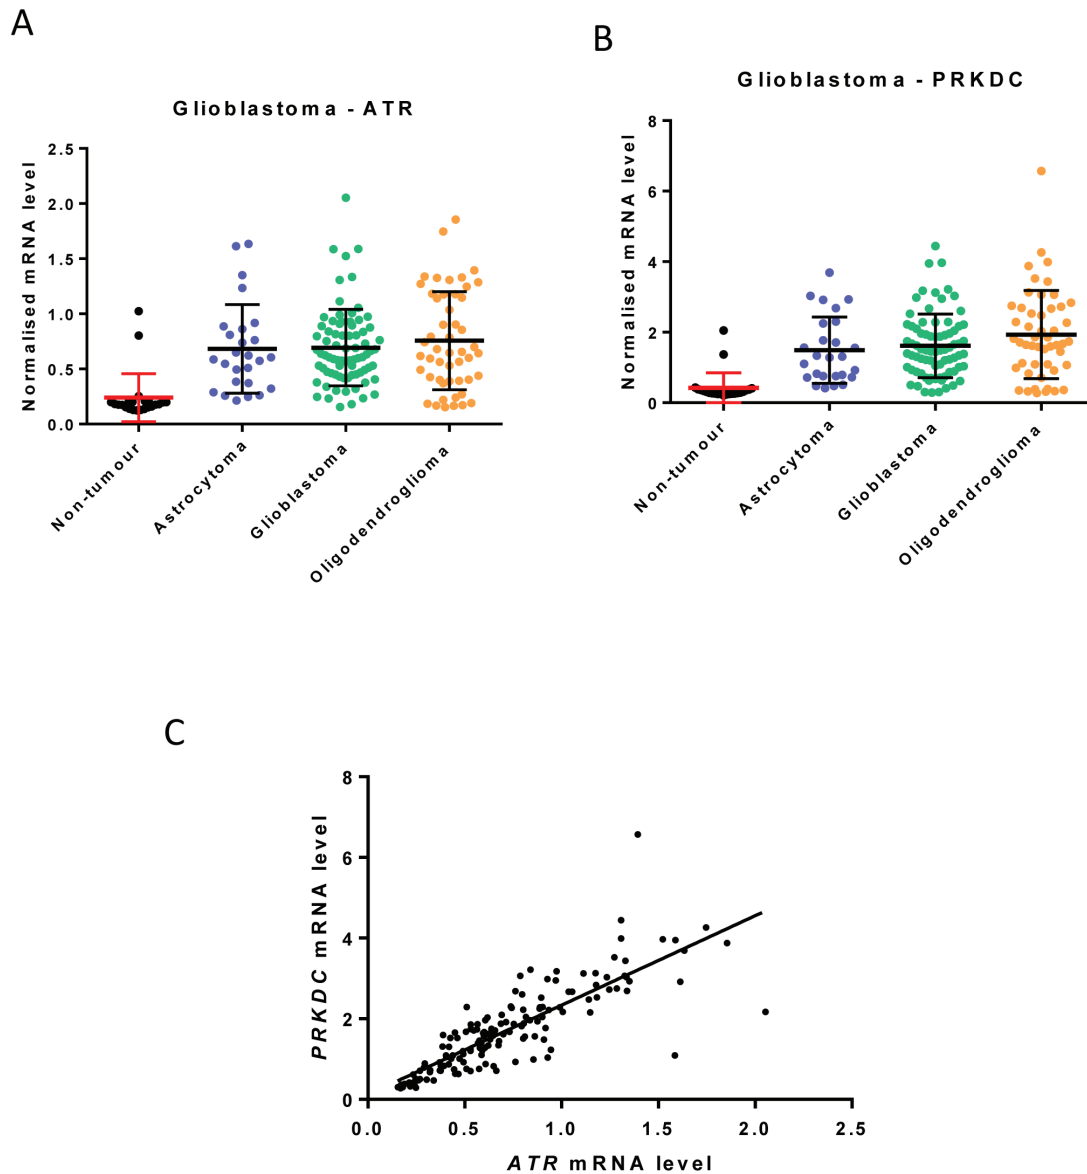 A
B
Glioblastoma - ATR
Glioblastoma - PRKDC
Normalised mRNA level
2.5
2.0
1.5
1.0
0.5
0.0
Non-tumour
Astrocytoma
Glioblastoma
Oligodendroglioma
Normalised mRNA level
8
6
4
2
0
Non-tumour
Astrocytoma
Glioblastoma
Oligodendroglioma
C
PRKDC mRNA level
8
6
4
2
0
0.0 0.5 1.0 1.5 2.0 2.5
ATR mRNA level